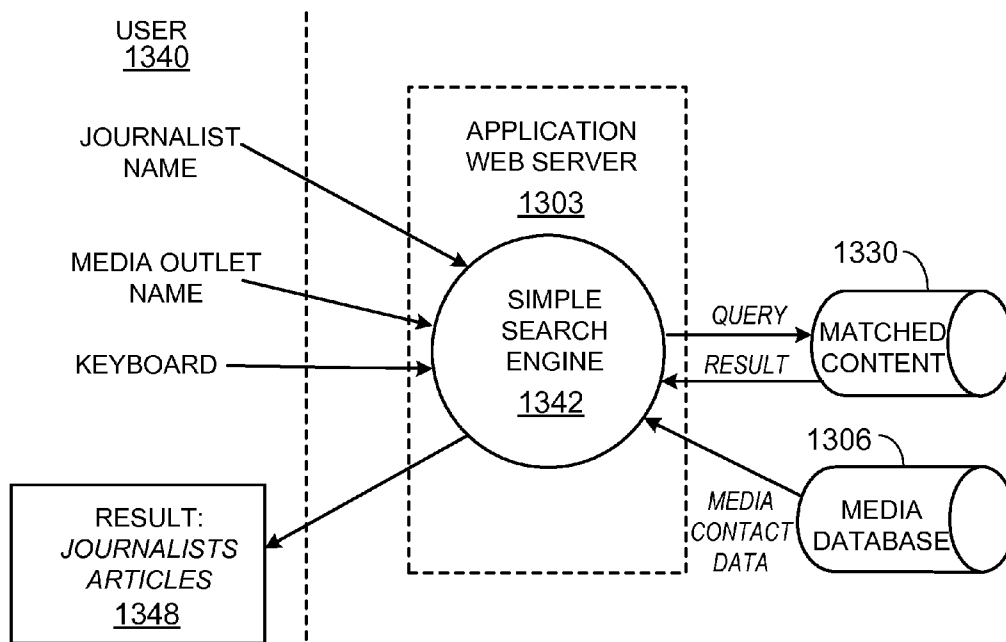 USER
1340
JOURNALIST
NAME
MEDIA OUTLET
NAME
KEYBOARD
RESULT:
JOURNALISTS
ARTICLES
1348
APPLICATION
WEB SERVER
1303
SIMPLE
SEARCH
ENGINE
1342
QUERY
RESULT
MEDIA
CONTACT
DATA
1330
MATCHED
CONTENT
1306
MEDIA
DATABASE